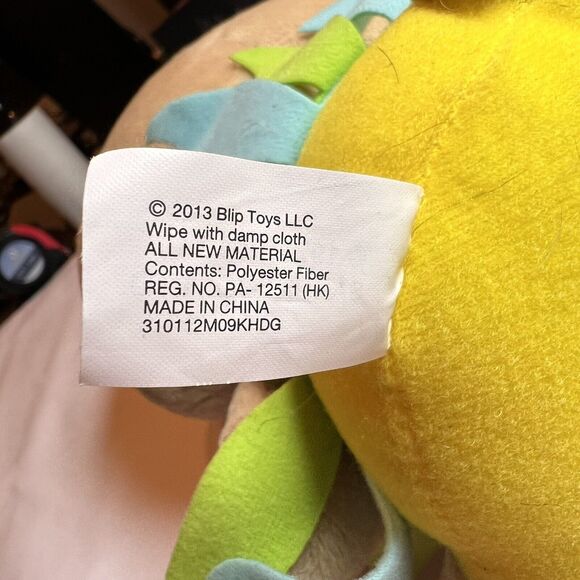 © 2013 Blip Toys LLC
Wipe with damp cloth
ALL NEW MATERIAL
Contents: Polyester Fiber
REG. NO. PA- 12511 (HK)
MADE IN CHINA
310112M09KHDG